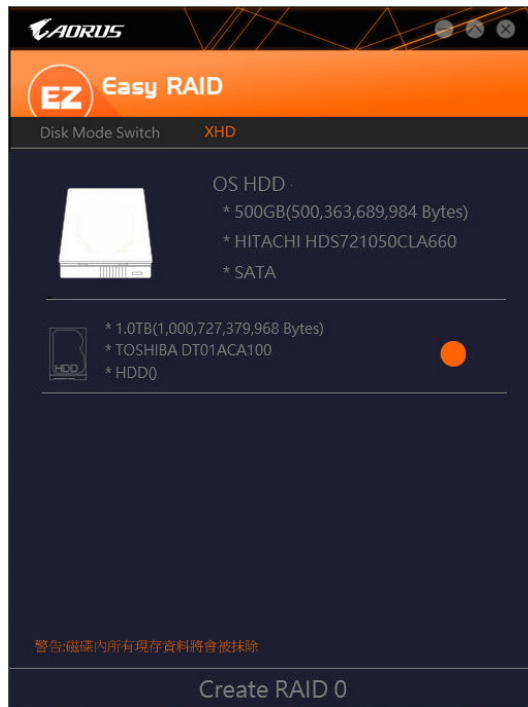 AORUS
EZ Easy RAID
Disk Mode Switch XHD
OS HDD
* 500GB(500,363,689,984 Bytes)
* HITACHI HDS721050CLA660
* SATA
* 1.0TB(1,000,727,379,968 Bytes)
* TOSHIBA DT01ACA100
HDD * HDD()
警告:磁碟內所有現存資料將會被抹除
Create RAID 0